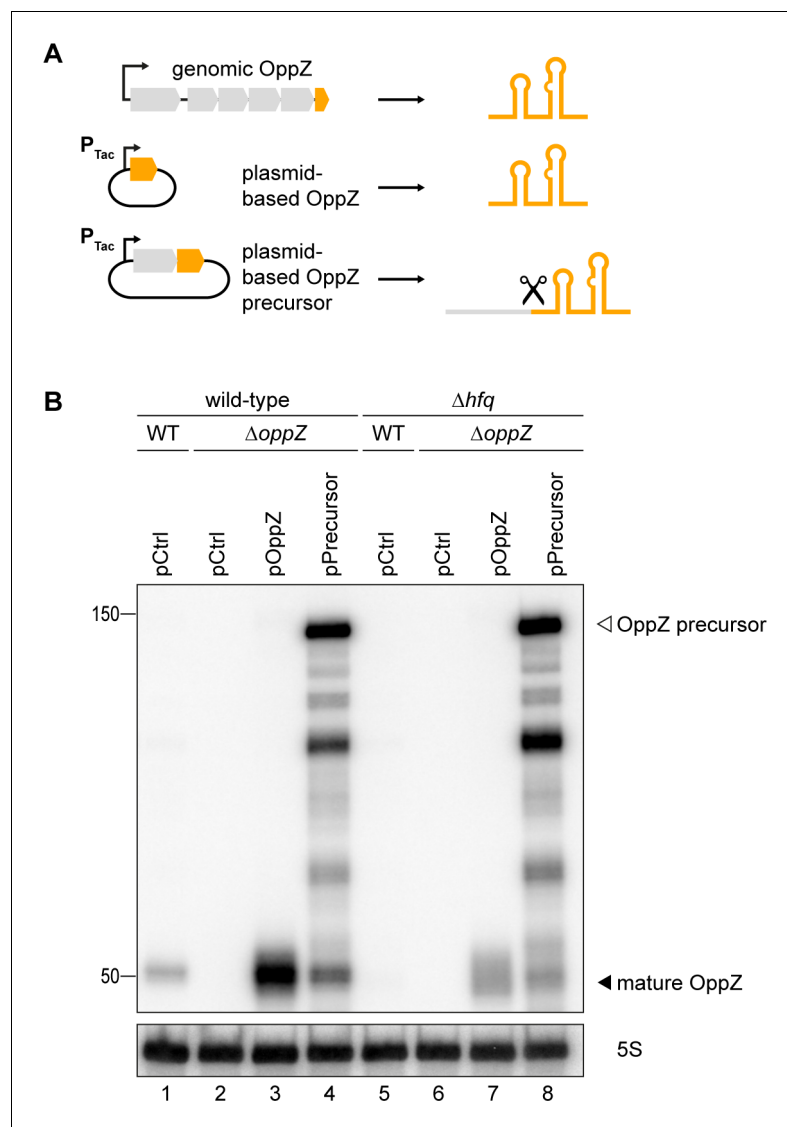 A
genomic OppZ
P Tac
plasmid-
based OppZ
P Tac
plasmid-
based OppZ
precursor
B
wild-type Δhfq
WT ΔoppZ WT ΔoppZ
pCtrl pCtrl pOppZ pPrecursor pCtrl pCtrl pOppZ pPrecursor
150
OppZ precursor
50
mature OppZ
5S
1 2 3 4 5 6 7 8